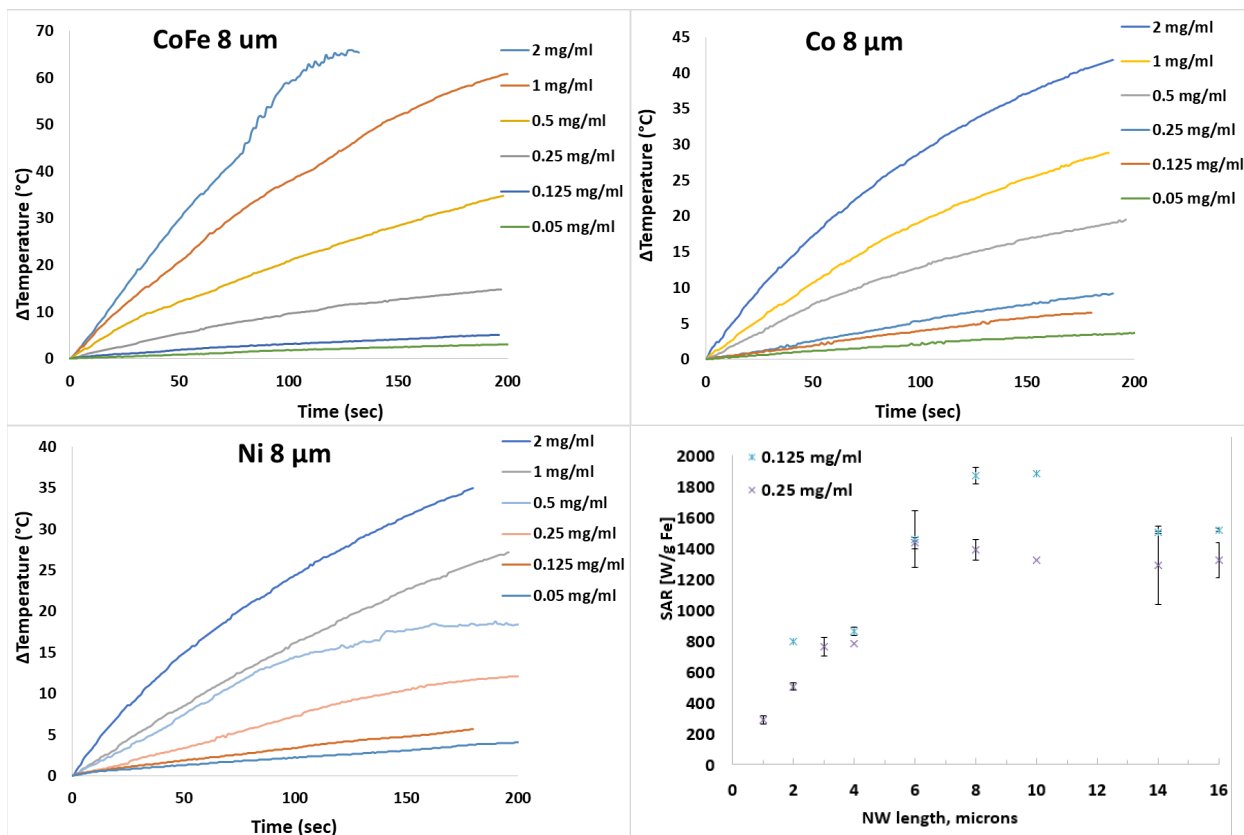 CoFe 8 um
ΔTemperature (°C)
70
60
50
40
30
20
10
0
0 50 100 150 200
Time (sec)
2 mg/ml
1 mg/ml
0.5 mg/ml
0.25 mg/ml
0.125 mg/ml
0.05 mg/ml
Co 8 μm
ΔTemperature (°C)
45
40
35
30
25
20
15
10
5
0
0 50 100 150 200
Time (sec)
2 mg/ml
1 mg/ml
0.5 mg/ml
0.25 mg/ml
0.125 mg/ml
0.05 mg/ml
Ni 8 μm
ΔTemperature (°C)
40
35
30
25
20
15
10
5
0
0 50 100 150 200
Time (sec)
2 mg/ml
1 mg/ml
0.5 mg/ml
0.25 mg/ml
0.125 mg/ml
0.05 mg/ml
SAR [W/g Fe]
2000
1800
1600
1400
1200
1000
800
600
400
200
0
0 2 4 6 8 10 12 14 16
NW length, microns
0.125 mg/ml
0.25 mg/ml